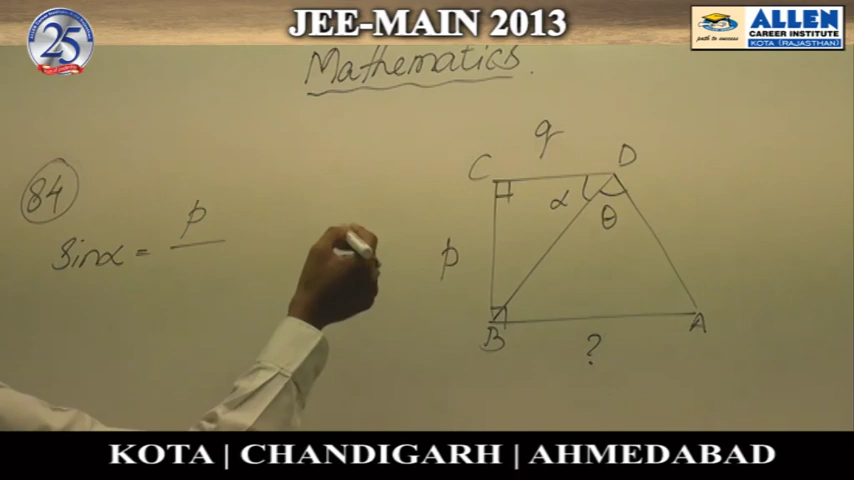 JEE-MAIN 2013
25
path to success
ALLEN
CAREER INSTITUTE
KOTA (RAJASTHAN)
Mathematics
84
sinα = p
q
C
D
α
θ
p
B
A
?
KOTA | CHANDIGARH | AHMEDABAD